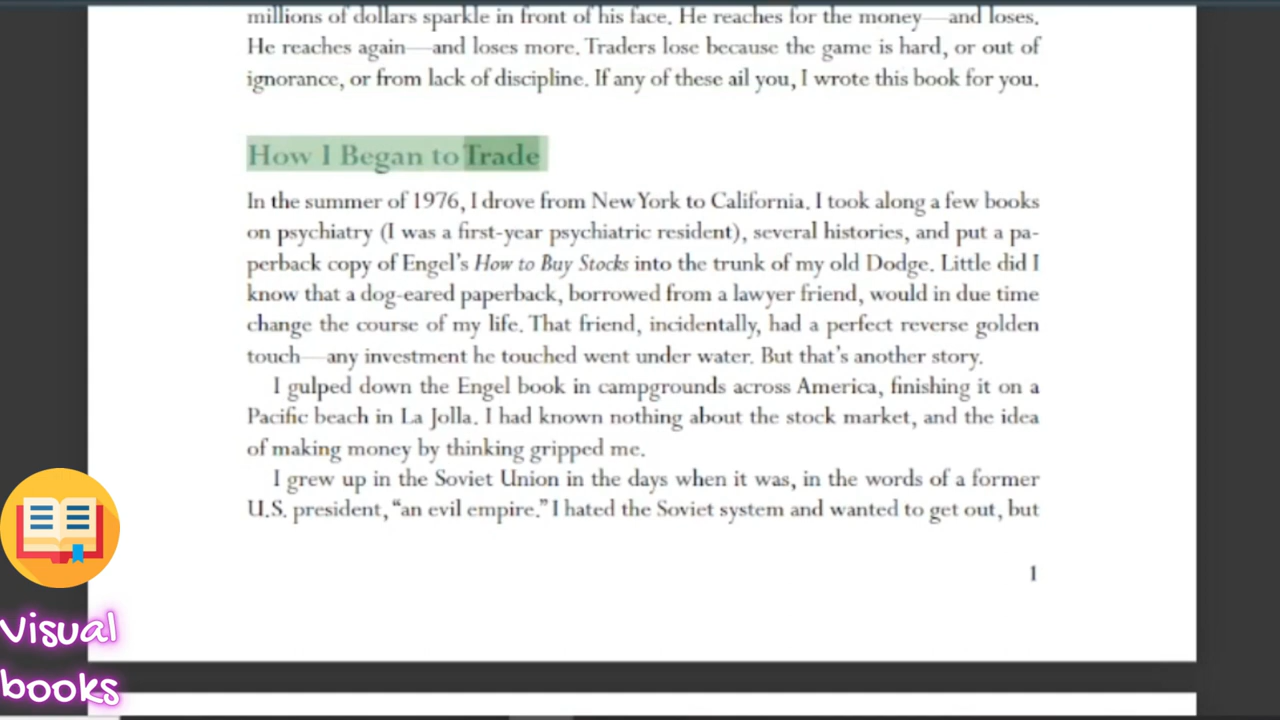 millions of dollars sparkle in front of his face. He reaches for the money—and loses.
He reaches again—and loses more. Traders lose because the game is hard, or out of
ignorance, or from lack of discipline. If any of these ail you, I wrote this book for you.
How I Began to Trade
In the summer of 1976, I drove from New York to California. I took along a few books
on psychiatry (I was a first-year psychiatric resident), several histories, and put a pa-
perback copy of Engel's How to Buy Stocks into the trunk of my old Dodge. Little did I
know that a dog-eared paperback, borrowed from a lawyer friend, would in due time
change the course of my life. That friend, incidentally, had a perfect reverse golden
touch—any investment he touched went under water. But that's another story.
I gulped down the Engel book in campgrounds across America, finishing it on a
Pacific beach in La Jolla. I had known nothing about the stock market, and the idea
of making money by thinking gripped me.
I grew up in the Soviet Union in the days when it was, in the words of a former
U.S. president, “an evil empire.” I hated the Soviet system and wanted to get out, but
1
Visual
books